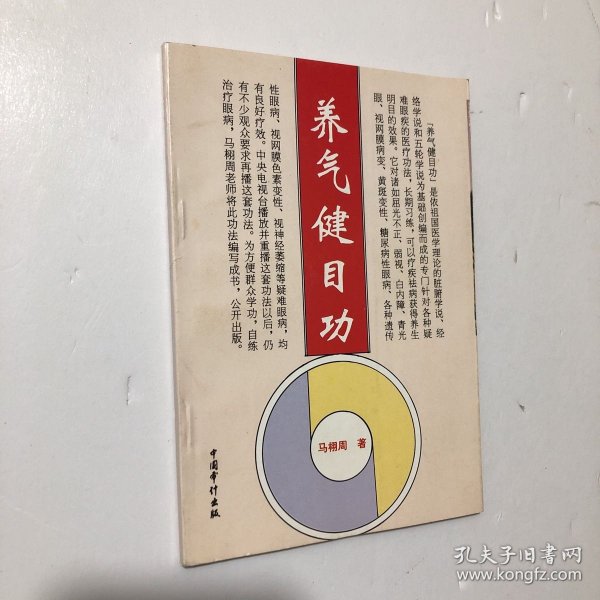 养气健目功
「养气健目功」是依祖国医学理论的脏腑学说、经
络学说和五轮学说为基础创编而成的专门针对各种疑
难眼疾的医疗功法，长期习练，可以疗疾祛病获得养生
明目的效果。它对诸如屈光不正、弱视、白内障、青光
眼、视网膜病变、黄斑变性、糖尿病性眼病、各种遗传
性眼病、视网膜色素变性、视神经萎缩等疑难眼病，均
有良好疗效。中央电视台播放并重播这套功法以后，仍
有不少观众要求再播这套功法。为方便群众学功，自练
治疗眼病，马栩周老师将此功法编写成书，公开出版。
马栩周 著
中国审计出版
孔夫子旧书网
www.kongfz.com